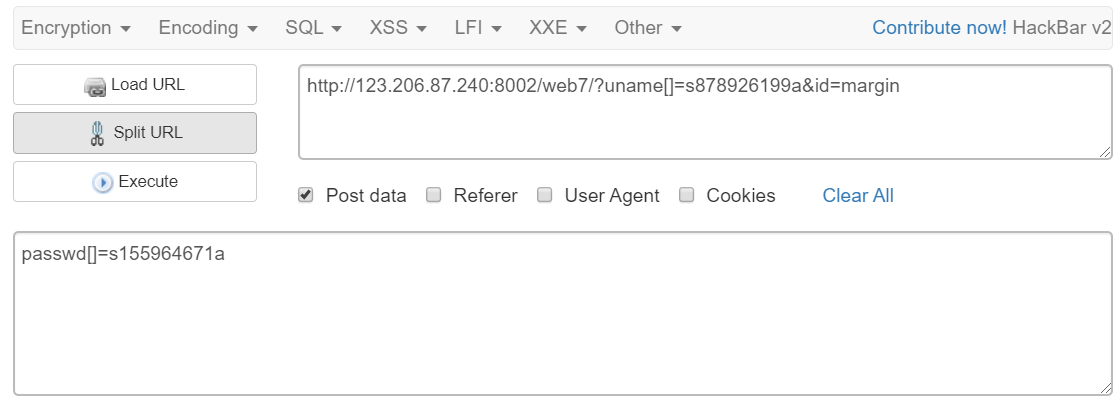 Encryption Encoding SQL XSS LFI XXE Other Contribute now! HackBar v2
Load URL
http://123.206.87.240:8002/web7/?uname[]=s878926199a&id=margin
Split URL
Execute
Post data Referer User Agent Cookies Clear All
passwd[]=s155964671a